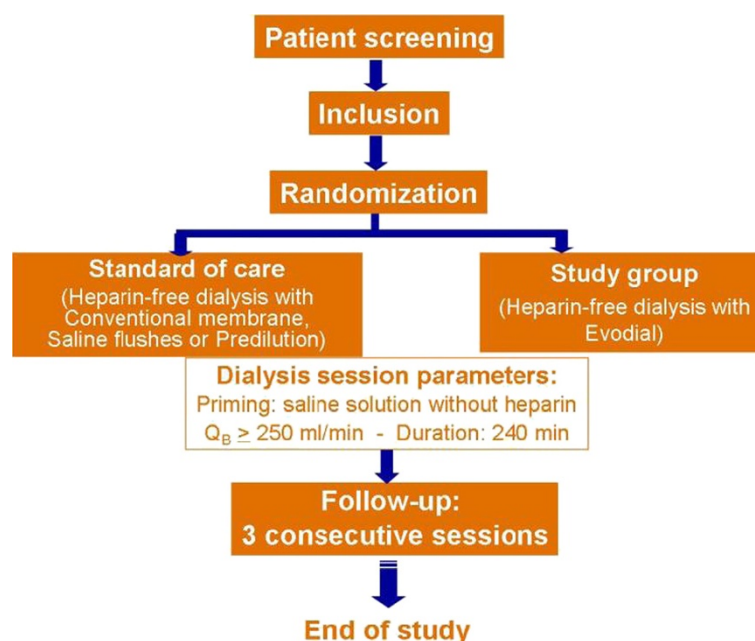 Patient screening
Inclusion
Randomization
Standard of care
(Heparin-free dialysis with
Conventional membrane,
Saline flushes or Predilution)
Study group
(Heparin-free dialysis with
Evodial)
Dialysis session parameters:
Priming: saline solution without heparin
QB ≥ 250 ml/min - Duration: 240 min
Follow-up:
3 consecutive sessions
End of study